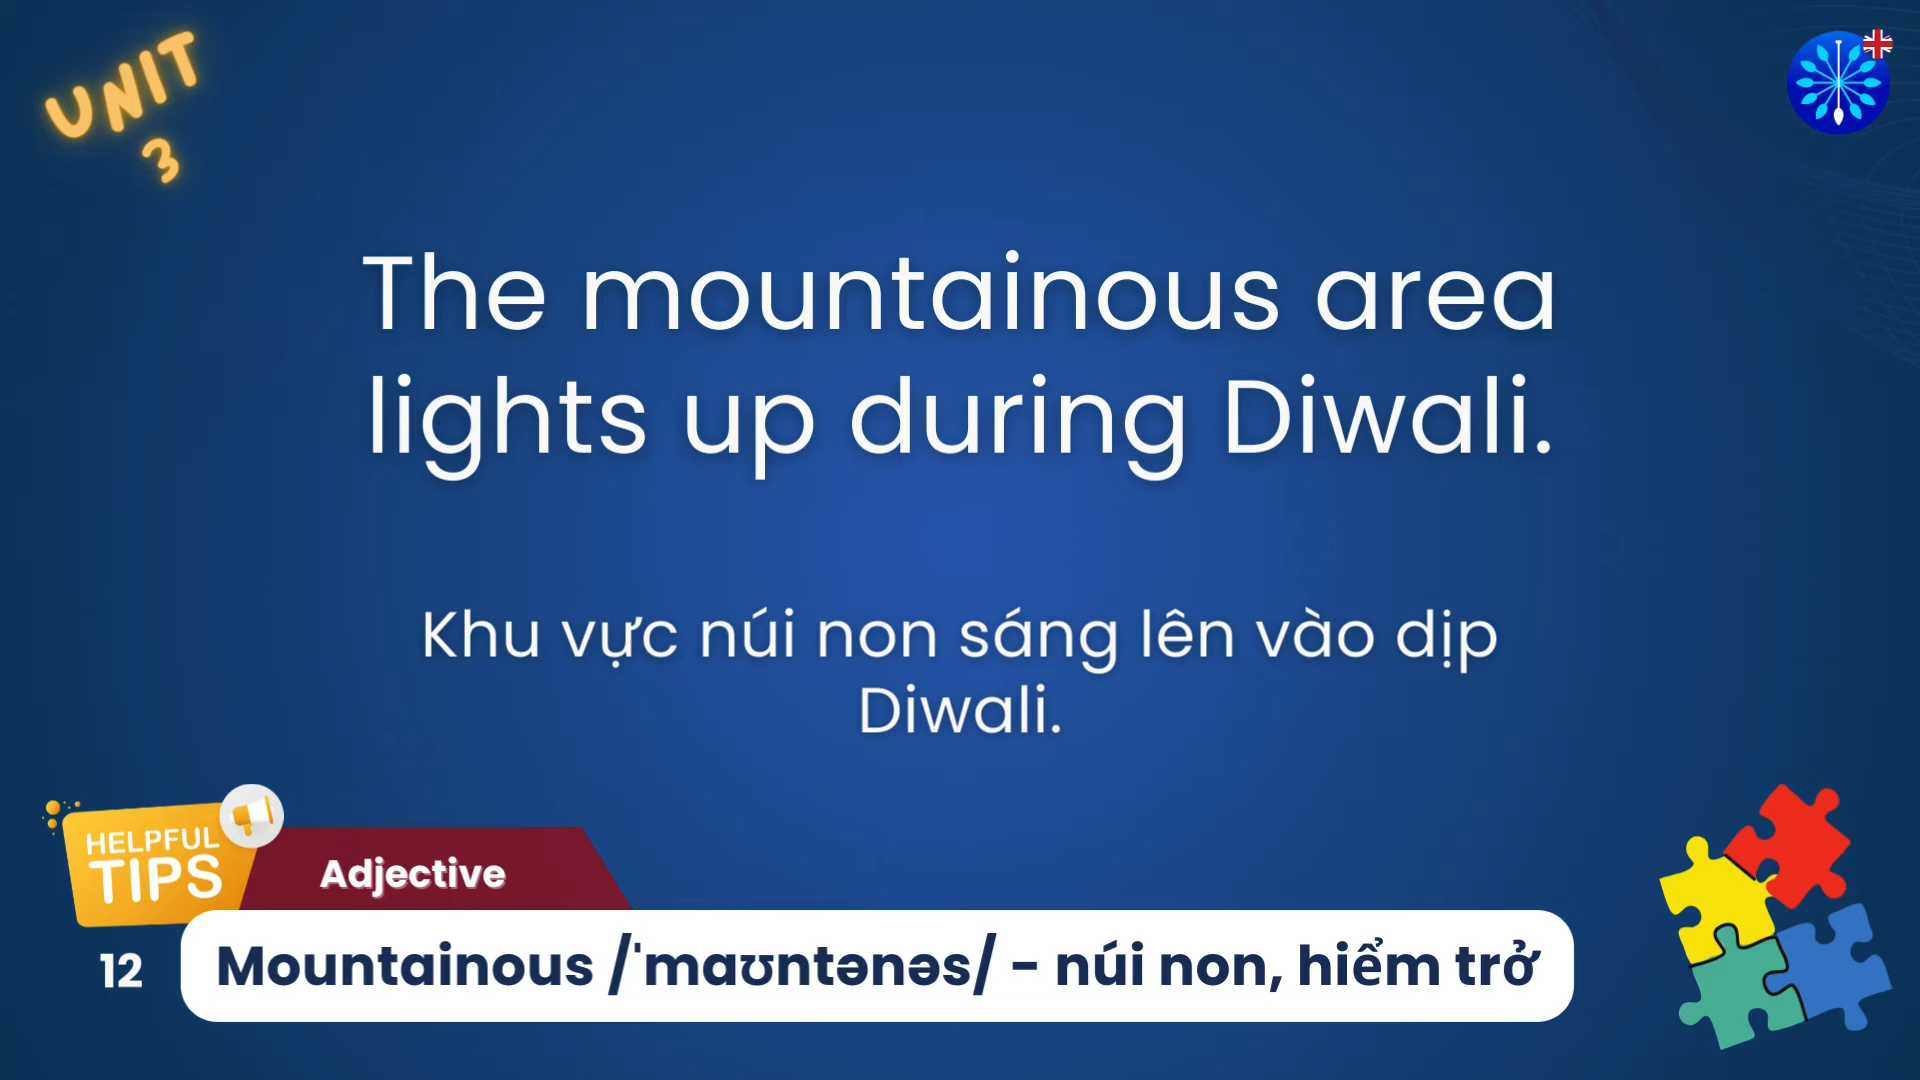 UNIT
3
The mountainous area
lights up during Diwali.
Khu vực núi non sáng lên vào dịp
Diwali.
HELPFUL
TIPS
Adjective
12
Mountainous /ˈmaʊntənəs/ - núi non, hiểm trở